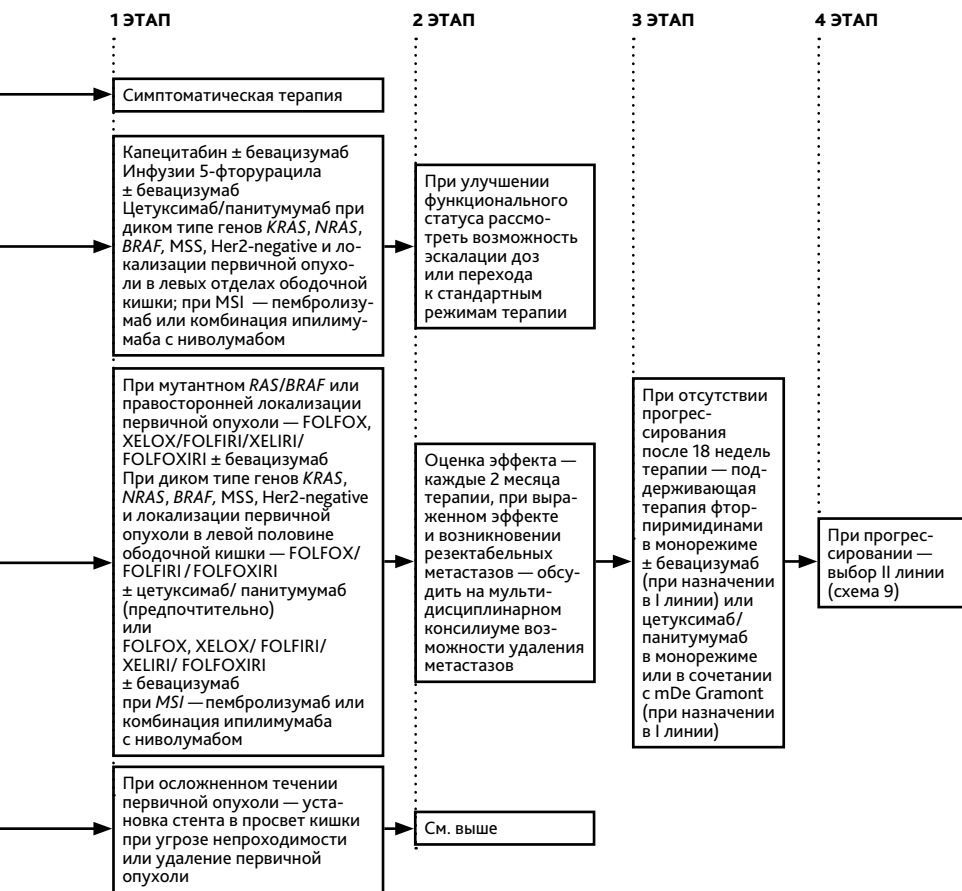 1 ЭТАП
2 ЭТАП
3 ЭТАП
4 ЭТАП
Симптоматическая терапия
Капецитабин ± бевацизумаб
Инфузии 5-фторурацила
± бевацизумаб
Цетуксимаб/панитумумаб при
диком типе генов KRAS, NRAS,
BRAF, MSS, Her2-negative и ло-
кализации первичной опухо-
ли в левых отделах ободочной
кишки; при MSI — пембролизу-
маб или комбинация ипилиму-
маба с ниволумабом
При улучшении
функционального
статуса рассмо-
треть возможность
эскалации доз
или перехода
к стандартным
режимам терапии
При мутантном RAS/BRAF или
правосторонней локализации
первичной опухоли — FOLFOX,
XELOX/FOLFIRI/XELIRI/
FOLFOXIRI ± бевацизумаб
При диком типе генов KRAS,
NRAS, BRAF, MSS, Her2-negative
и локализации первичной
опухоли в левой половине
ободочной кишки — FOLFOX/
FOLFIRI / FOLFOXIRI
± цетуксимаб/ панитумумаб
(предпочтительно)
или
FOLFOX, XELOX/ FOLFIRI/
XELIRI/ FOLFOXIRI
± бевацизумаб
при MSI — пембролизумаб или
комбинация ипилимумаба
с ниволумабом
Оценка эффекта —
каждые 2 месяца
терапии, при выра-
женном эффекте
и возникновении
резектабельных
метастазов — обсу-
дить на мульти-
дисциплинарном
консилиуме воз-
можности удаления
метастазов
При отсутствии
прогрес-
сирования
после 18 недель
терапии — под-
держивающая
терапия фтор-
пиримидинами
в монорежиме
± бевацизумаб
(при назначении
в I линии) или
цетуксимаб/
панитумумаб
в монорежиме
или в сочетании
с mDe Gramont
(при назначении
в I линии)
При прогрес-
сировании —
выбор II линии
(схема 9)
При осложненном течении
первичной опухоли — уста-
новка стента в просвет кишки
при угрозе непроходимости
или удаление первичной
опухоли
См. выше